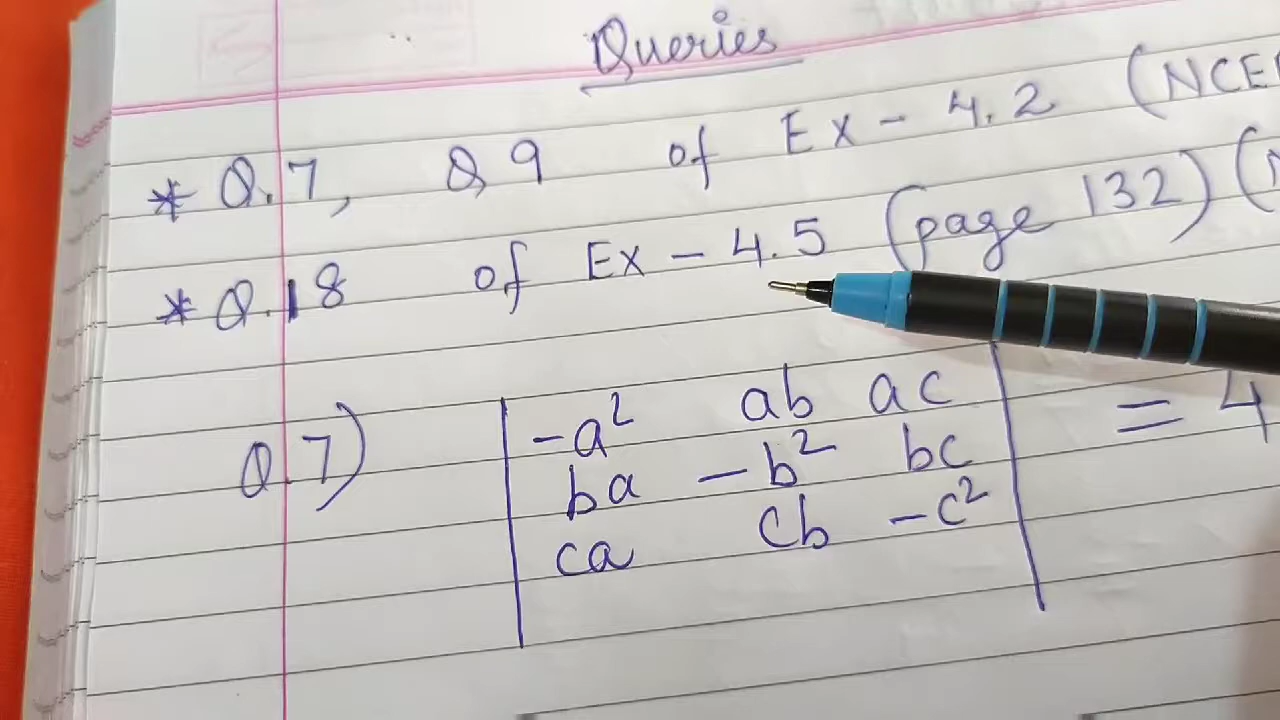 Queries
* Q.7, Q9 of Ex - 4.2 (NCE
* Q.18 of Ex - 4.5 (page 132) (N
Q.7) | -a² ab ac | = 4
ba -b² bc
ca cb -c²